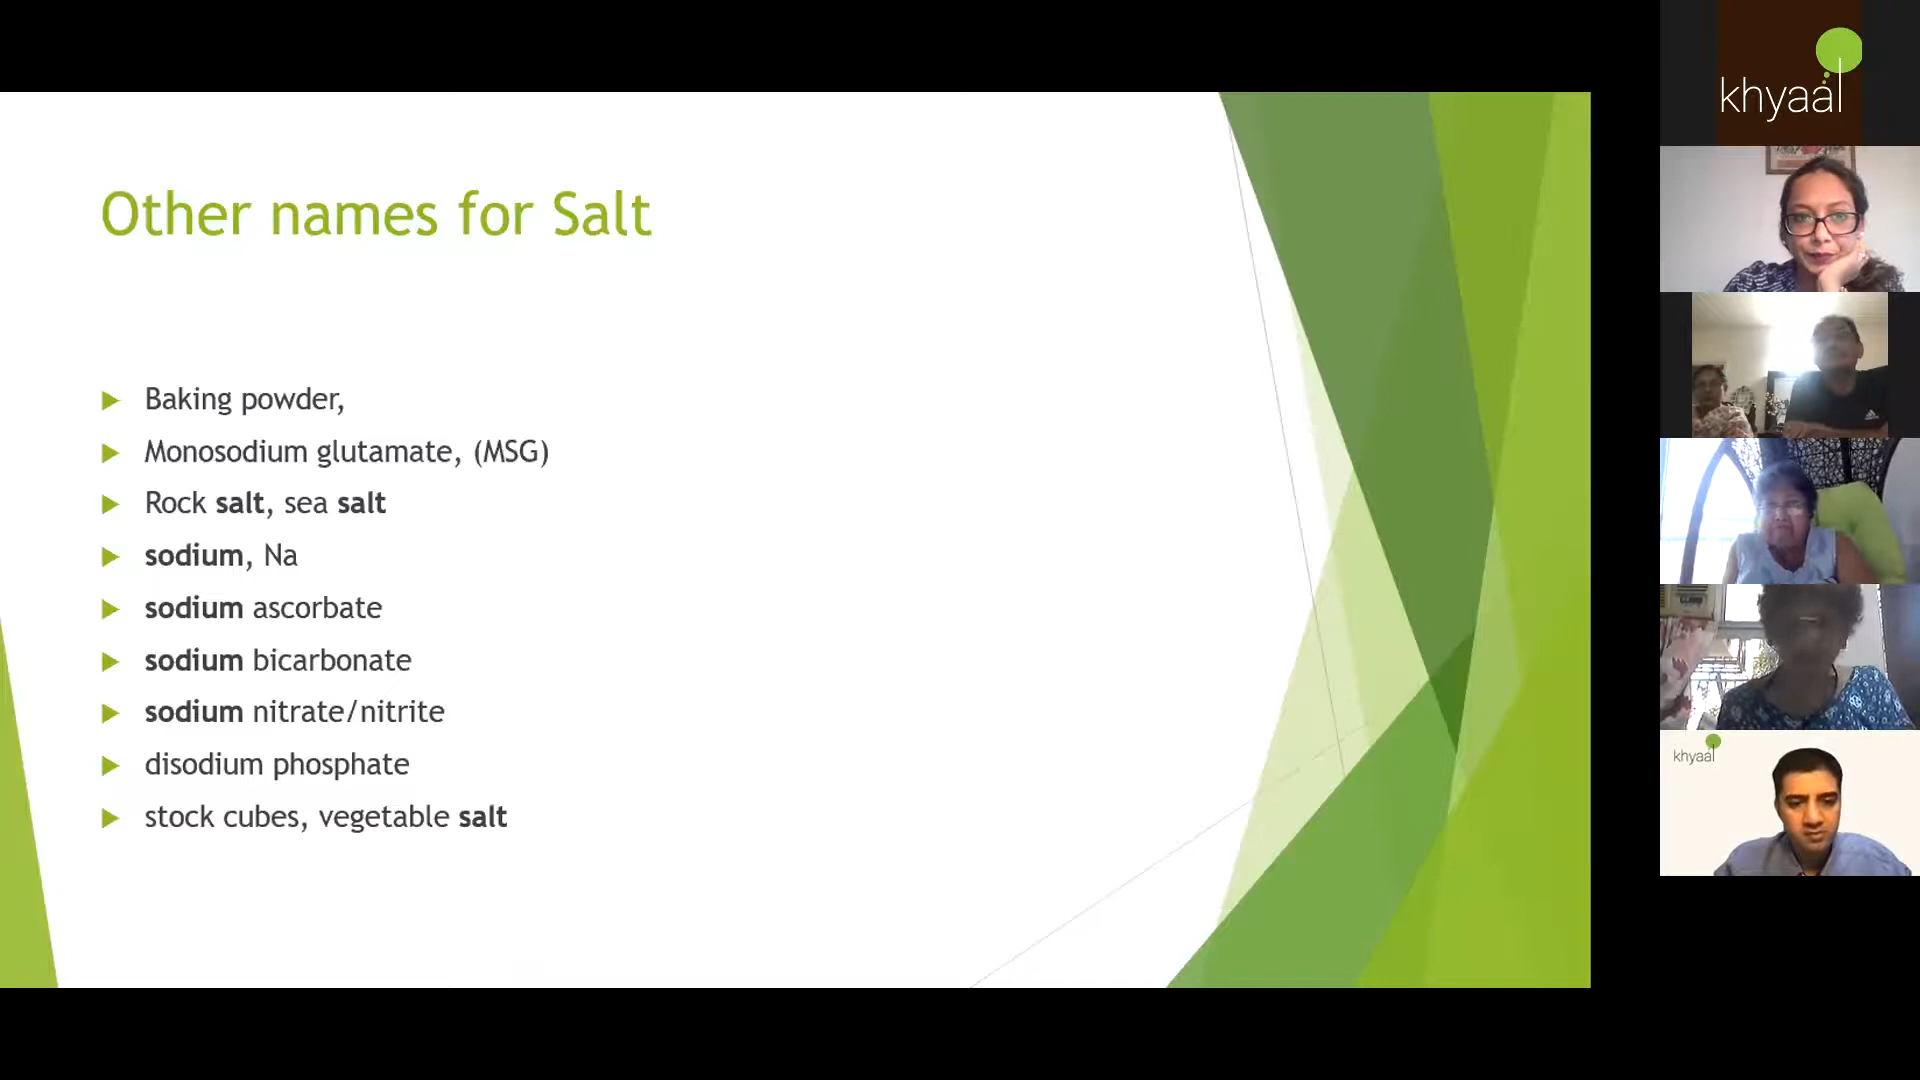 Other names for Salt
Baking powder,
Monosodium glutamate, (MSG)
Rock salt, sea salt
sodium, Na
sodium ascorbate
sodium bicarbonate
sodium nitrate/nitrite
disodium phosphate
stock cubes, vegetable salt
khyaal
khyaal